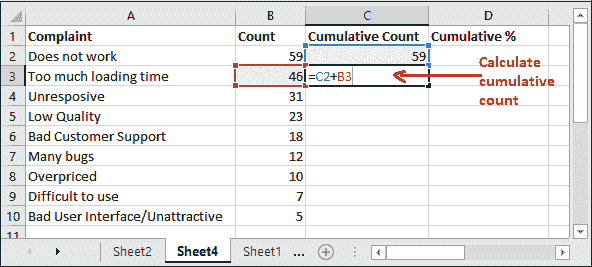 A B C D
1 Complaint Count Cumulative Count Cumulative %
2 Does not work 59 59
3 Too much loading time 46 =C2+B3
4 Unresposive 31
5 Low Quality 23
6 Bad Customer Support 18
7 Many bugs 12
8 Overpriced 10
9 Difficult to use 7
10 Bad User Interface/Unattractive 5
11
Calculate
cumulative
count
Sheet2 Sheet4 Sheet1 ...